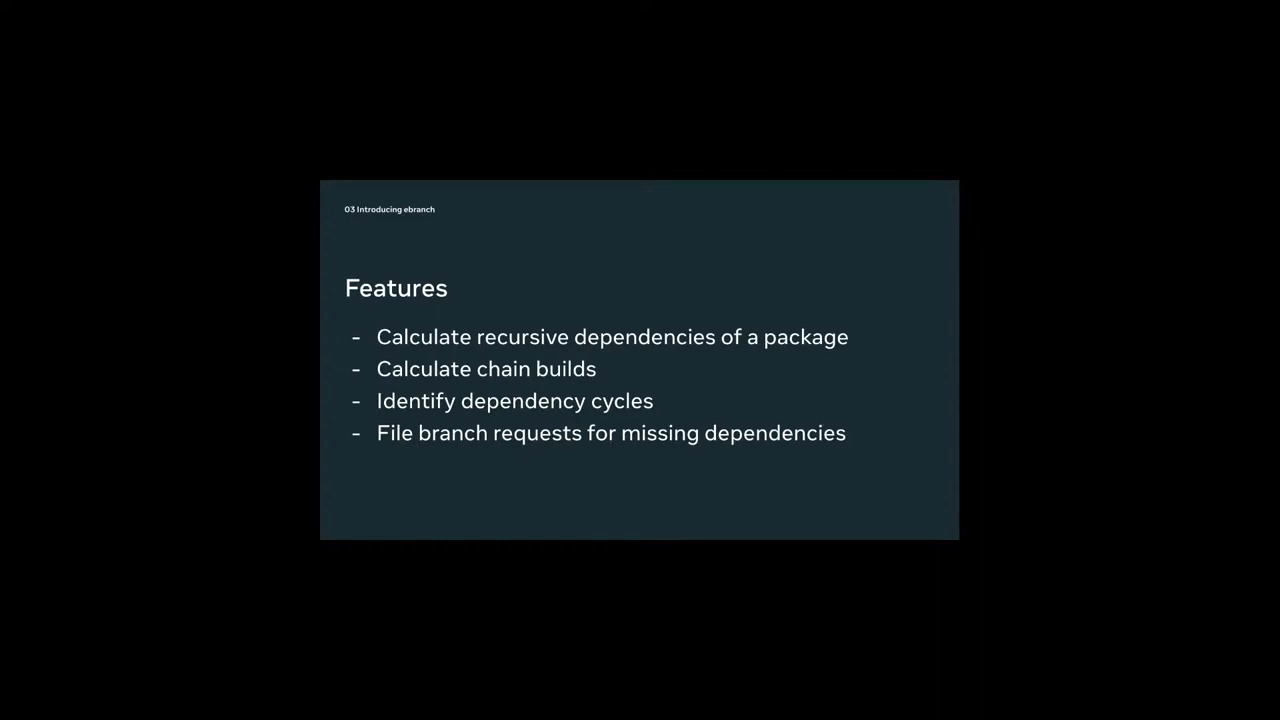 03 Introducing ebranch
Features
- Calculate recursive dependencies of a package
- Calculate chain builds
- Identify dependency cycles
- File branch requests for missing dependencies